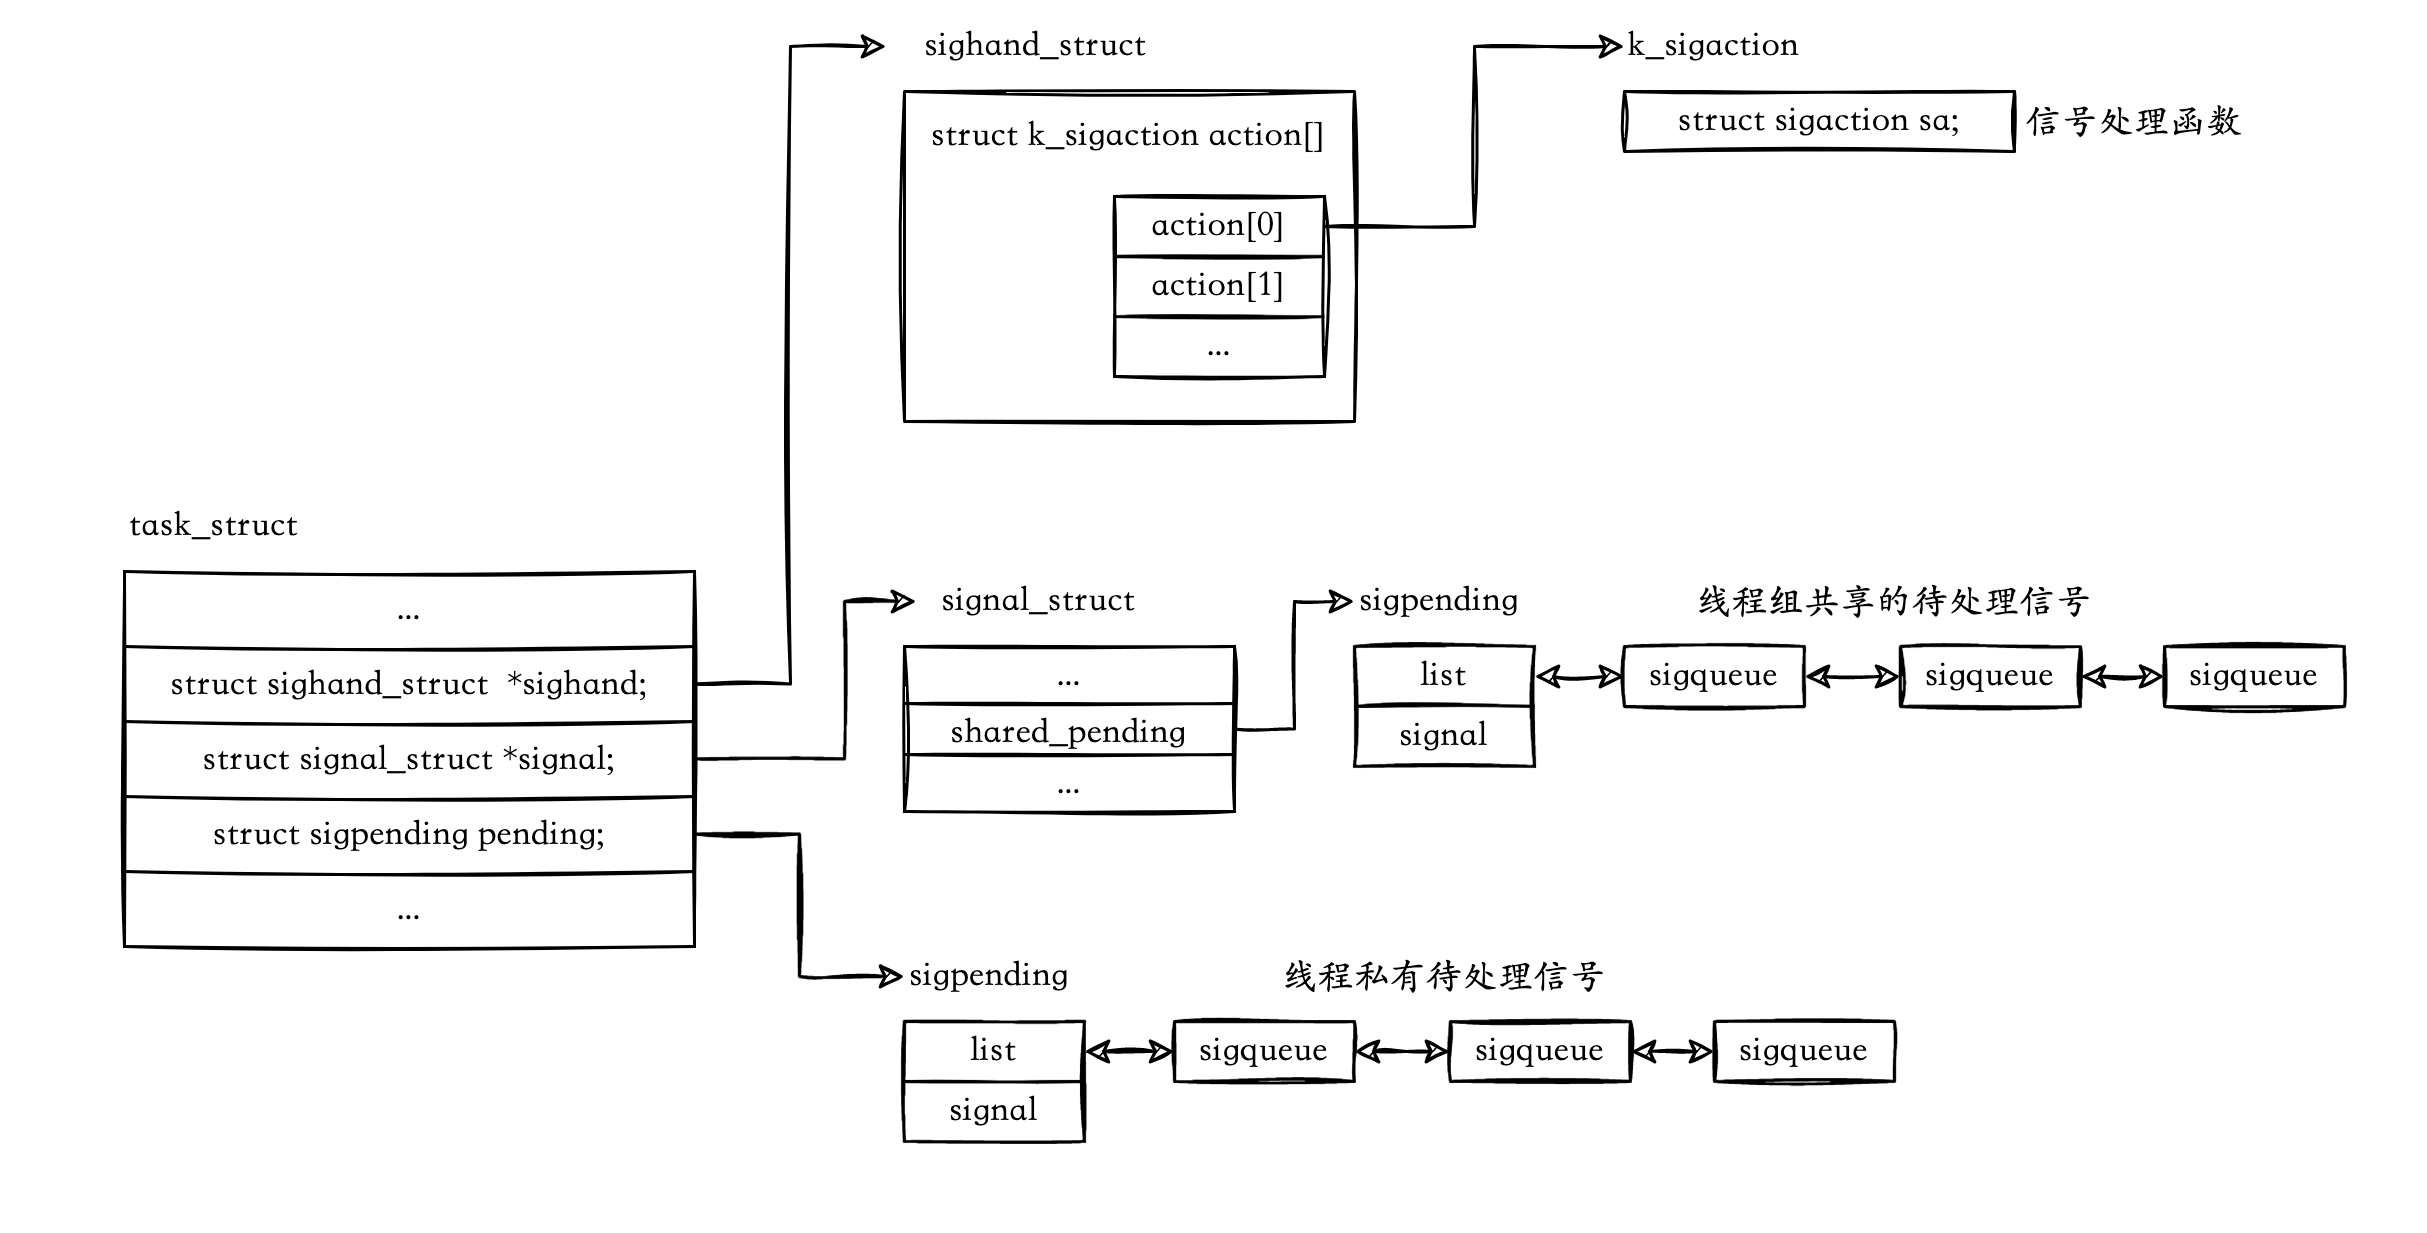 sighand_struct
struct k_sigaction action[]
action[0]
action[1]
...
k_sigaction
struct sigaction sa;
信号处理函数
task_struct
...
struct sighand_struct  *sighand;
struct signal_struct *signal;
struct sigpending pending;
...
signal_struct
...
shared_pending
...
sigpending
list
signal
线程组共享的待处理信号
sigqueue
sigqueue
sigqueue
sigpending
list
signal
线程私有待处理信号
sigqueue
sigqueue
sigqueue